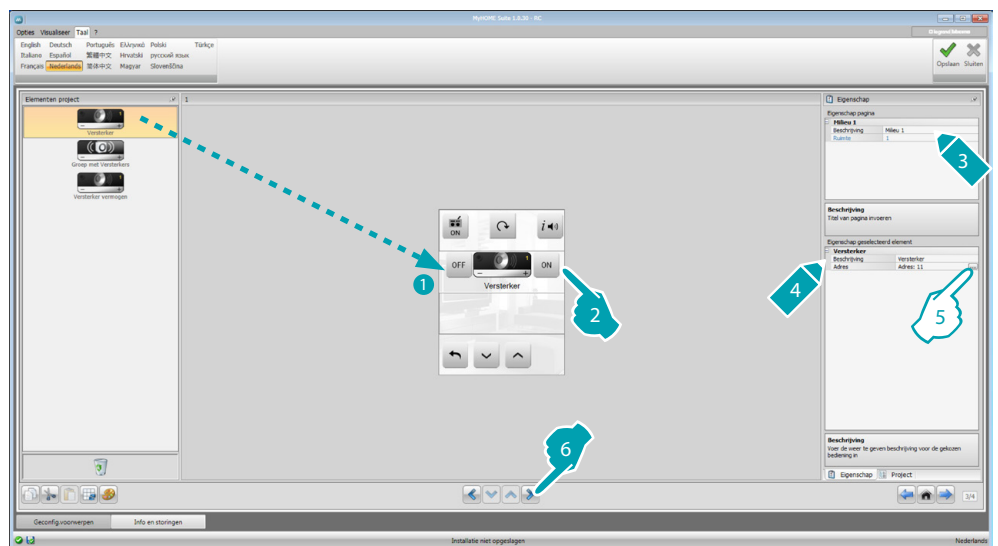 MyHOME Suite 1.0.20 - RC
Opties Visualiseer Taal ?
English Deutsch Português Ελληνικά Polski Türkçe
Italiano Español 繁體中文 Hrvatski русский язык
Français Nederlands 简体中文 Magyar Slovenščina
Opslaan Sluiten
Elementen project
1
Eigenschap
Versterker
Groep met Versterkers
Versterker vermogen
ON
i
OFF
1
ON
Versterker
1
2
Eigenschap pagina
Milieu 1
Beschrijving Milieu 1
Ruimte 1
3
Beschrijving
Titel van pagina invoeren
Eigenschap geselecteerd element
Versterker
Beschrijving Versterker
Adres Adres: 11 ...
4
5
6
Beschrijving
Voer de weer te geven beschrijving voor de gekozen
bediening in
Eigenschap Project
3/4
Geconfig.voorwerpen Info en storingen
Installatie niet opgeslagen
Nederlands